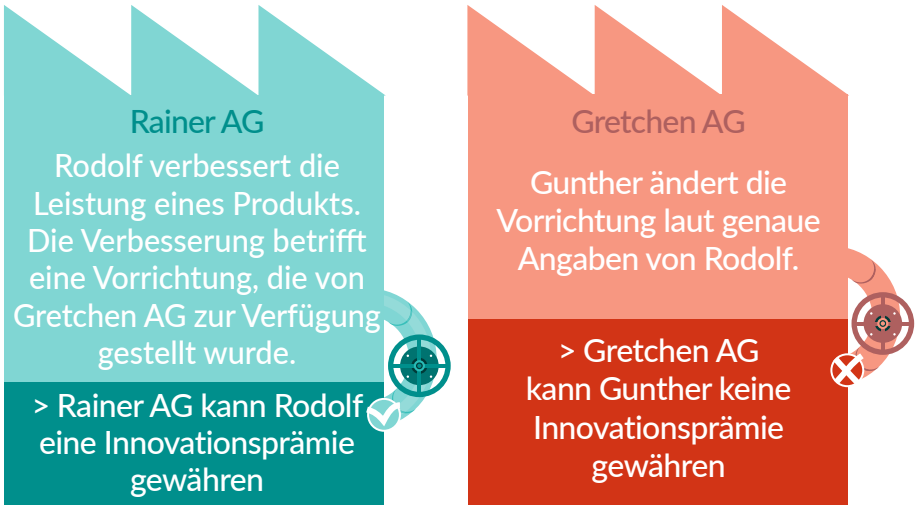 Rainer AG
Rodolf verbessert die
Leistung eines Produkts.
Die Verbesserung betrifft
eine Vorrichtung, die von
Gretchen AG zur Verfügung
gestellt wurde.
> Rainer AG kann Rodolf
eine Innovationsprämie
gewähren
Gretchen AG
Gunther ändert die
Vorrichtung laut genaue
Angaben von Rodolf.
> Gretchen AG
kann Gunther keine
Innovationsprämie
gewähren